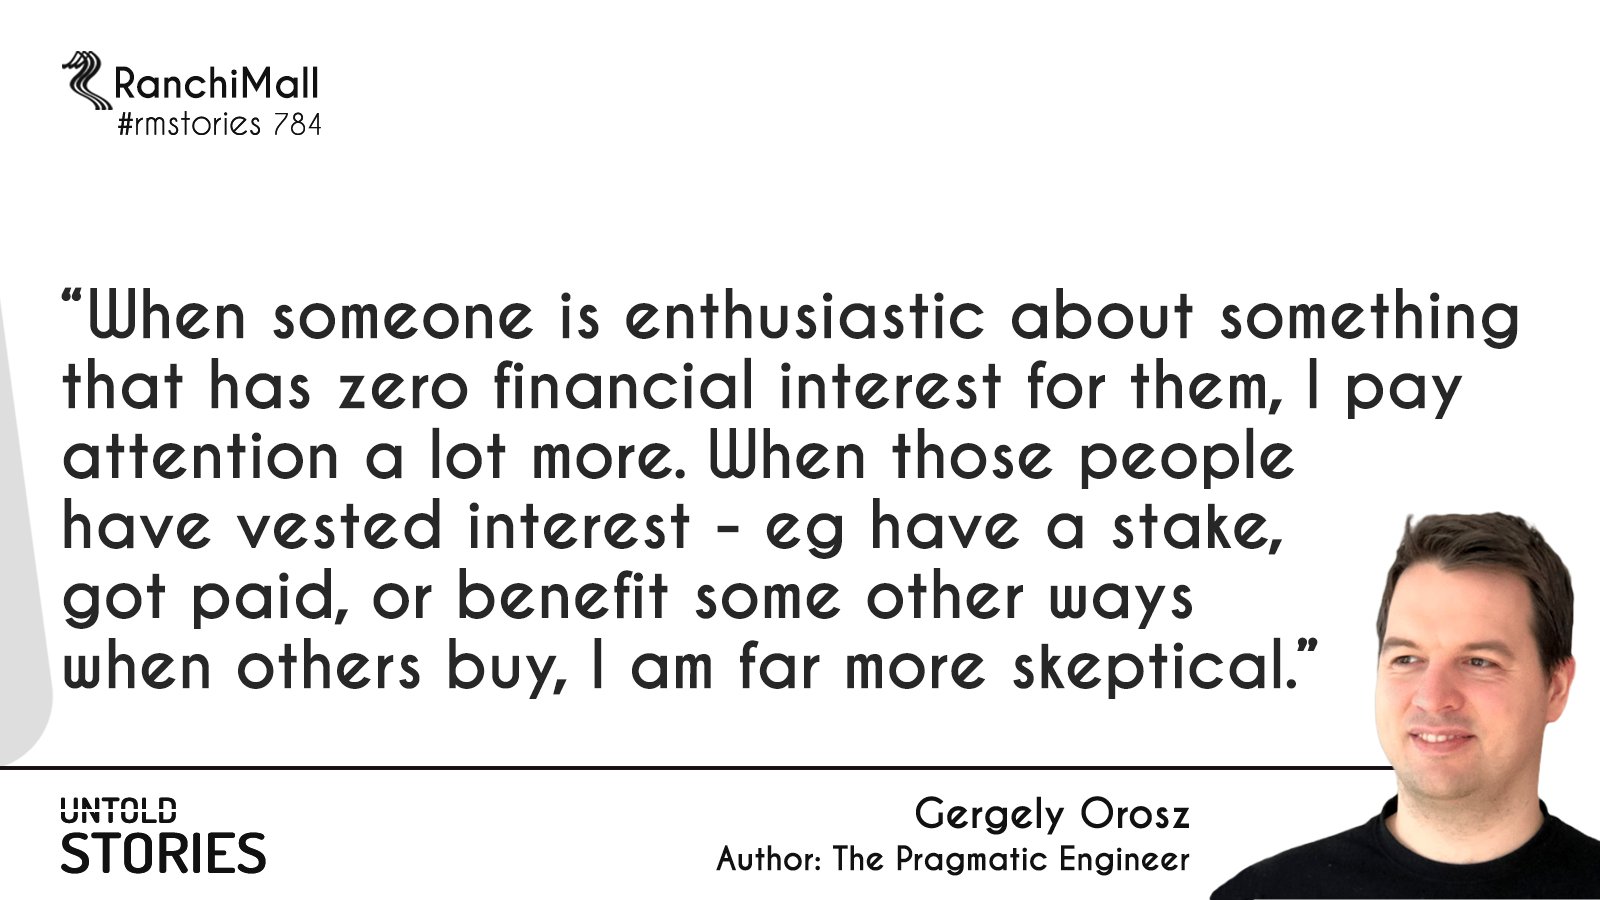 RanchiMall
#rmstories 784
“When someone is enthusiastic about something
that has zero financial interest for them, I pay
attention a lot more. When those people
have vested interest - eg have a stake,
got paid, or benefit some other ways
when others buy, I am far more skeptical.”
UNTOLD
STORIES
Gergely Orosz
Author: The Pragmatic Engineer